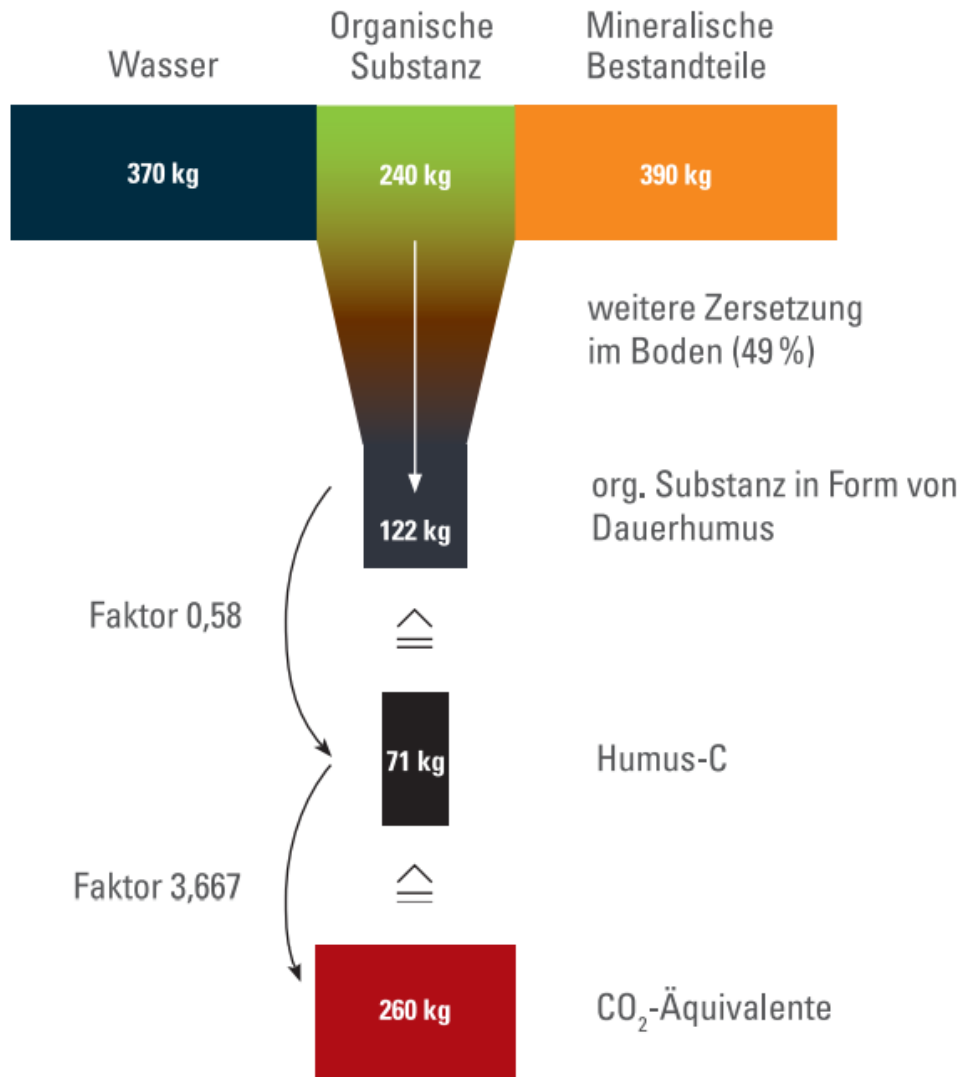 Wasser
Organische
Substanz
Mineralische
Bestandteile
370 kg
240 kg
390 kg
weitere Zersetzung
im Boden (49 %)
org. Substanz in Form von
Dauerhumus
122 kg
Faktor 0,58
≙
71 kg
Humus-C
Faktor 3,667
≙
260 kg
CO₂-Äquivalente